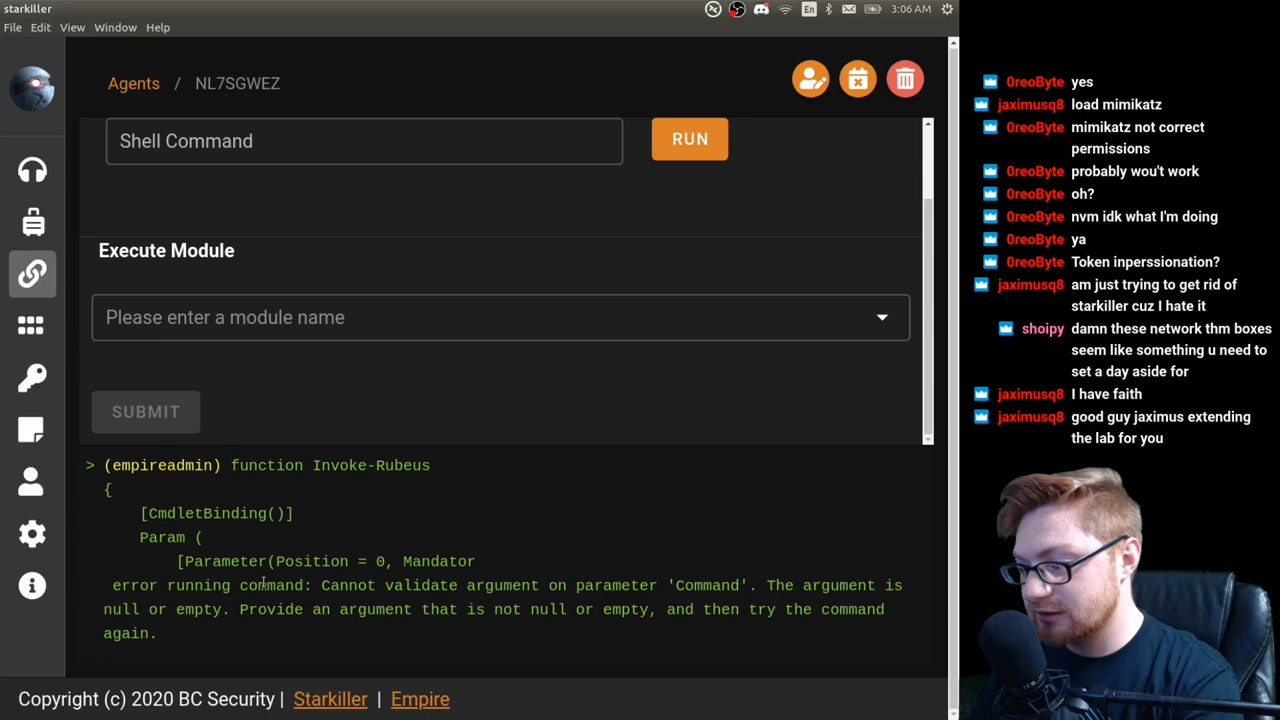 starkiller
En
3:06 AM
File Edit View Window Help
Agents / NL7SGWEZ
Shell Command
RUN
Execute Module
Please enter a module name
SUBMIT
> (empireadmin) function Invoke-Rubeus
{
[CmdletBinding()]
Param (
[Parameter(Position = 0, Mandator
error running command: Cannot validate argument on parameter 'Command'. The argument is
null or empty. Provide an argument that is not null or empty, and then try the command
again.
Copyright (c) 2020 BC Security | Starkiller | Empire
0reoByte yes
jaximusq8 load mimikatz
0reoByte mimikatz not correct
permissions
0reoByte probably wou't work
0reoByte oh?
0reoByte nvm idk what I'm doing
0reoByte ya
0reoByte Token inperssionation?
jaximusq8 am just trying to get rid of
starkiller cuz I hate it
shoipy damn these network thm boxes
seem like something u need to
set a day aside for
jaximusq8 I have faith
jaximusq8 good guy jaximus extending
the lab for you